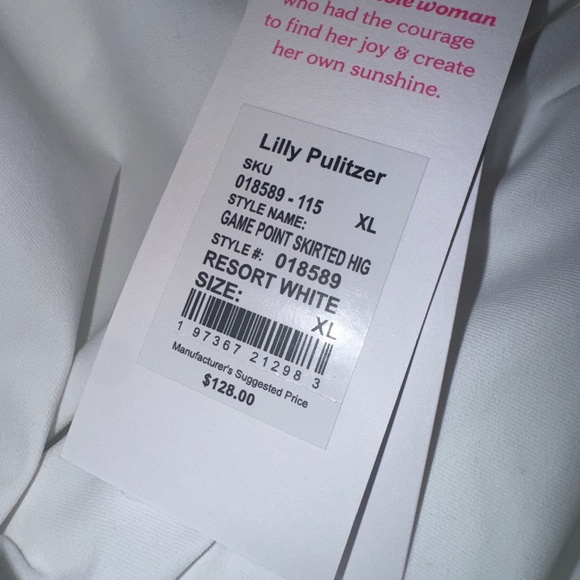 woman
who had the courage
to find her joy & create
her own sunshine.
Lilly Pulitzer
SKU
018589 - 115 XL
STYLE NAME:
GAME POINT SKIRTED HIG
STYLE #: 018589
RESORT WHITE
SIZE: XL
1 97367 21298 3
Manufacturer's Suggested Price
$128.00